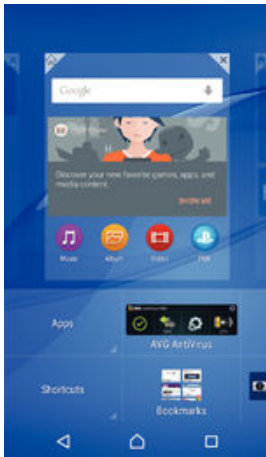 Google
Discover your new favorite games, apps, and
media content.
SHOW ME
Music
Album
Video
Apps
AVG AntiVirus
Shortcuts
Bookmarks